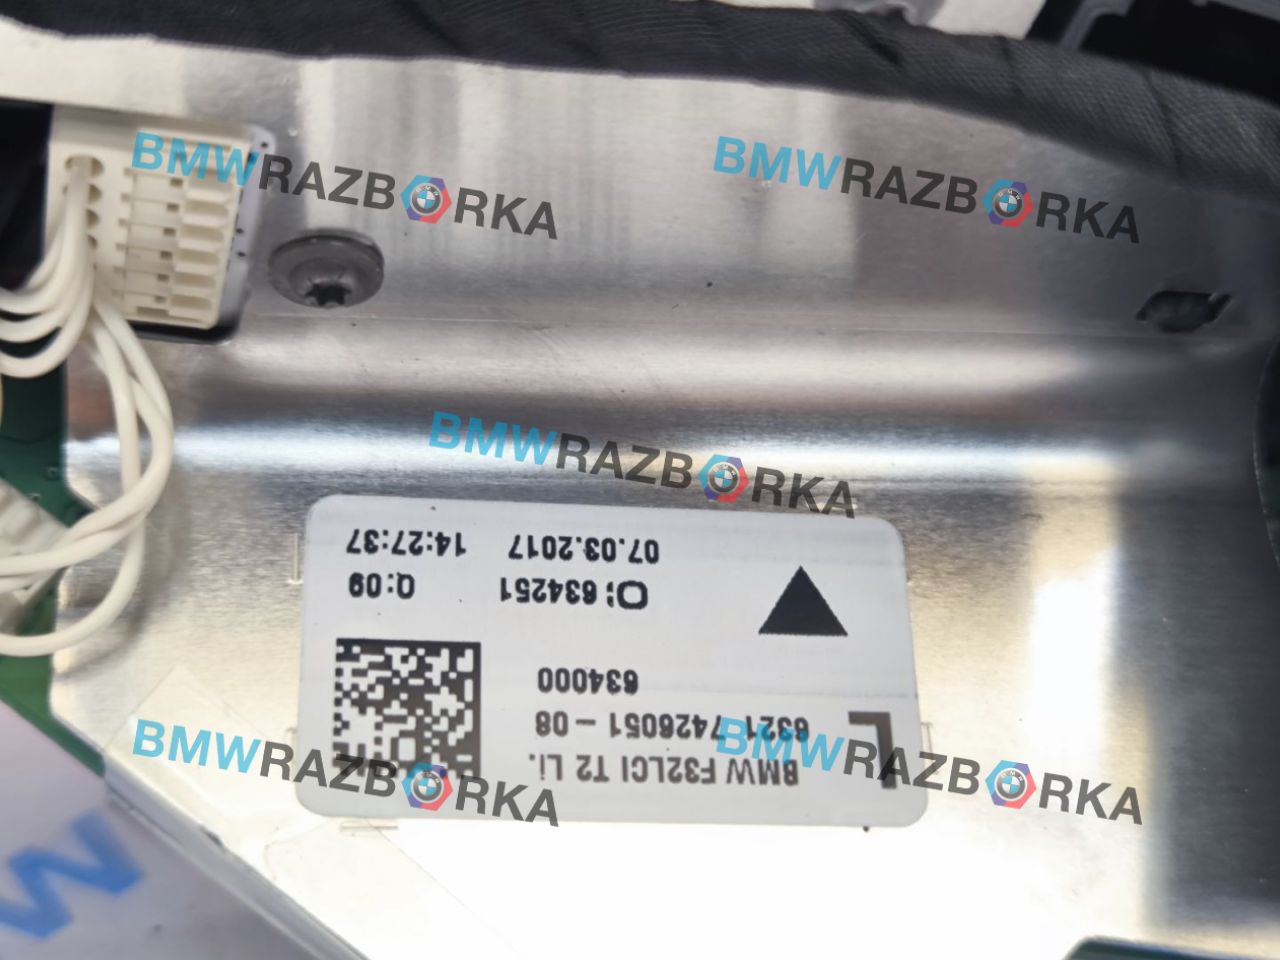 BMWRAZBORKA
BMWRAZBORKA
BMWRAZBORKA
BMW F32LCI T2 Li.
L
6321 7426051 - 08
634000
O: 634251
Q:09
07.03.2017
14:27:37
BMWRAZBORKA
BMWRAZBORKA
W